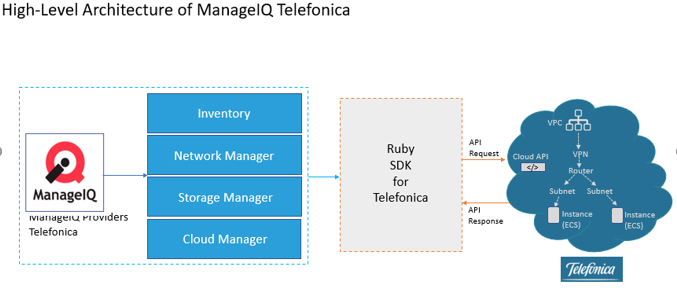 High-Level Architecture of ManageIQ Telefonica
ManageIQ
ManageIQ Providers
Telefonica
Inventory
Network Manager
Storage Manager
Cloud Manager
Ruby
SDK
for
Telefonica
API
Request
API
Response
VPC
Cloud API
</>
VPN
Router
Subnet
Subnet
Instance
(ECS)
Instance
(ECS)
Telefónica